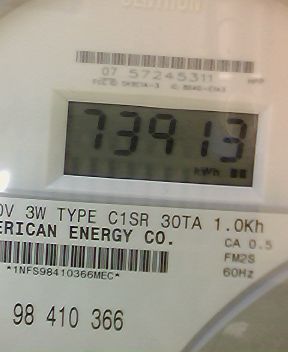 CENTRON
07 57245311
73913
kWh
0V 3W TYPE C1SR 30TA 1.0Kh
ERICAN ENERGY CO.
CA 0.5
FM2S
60Hz
*1NFS98410366MEC*
98 410 366